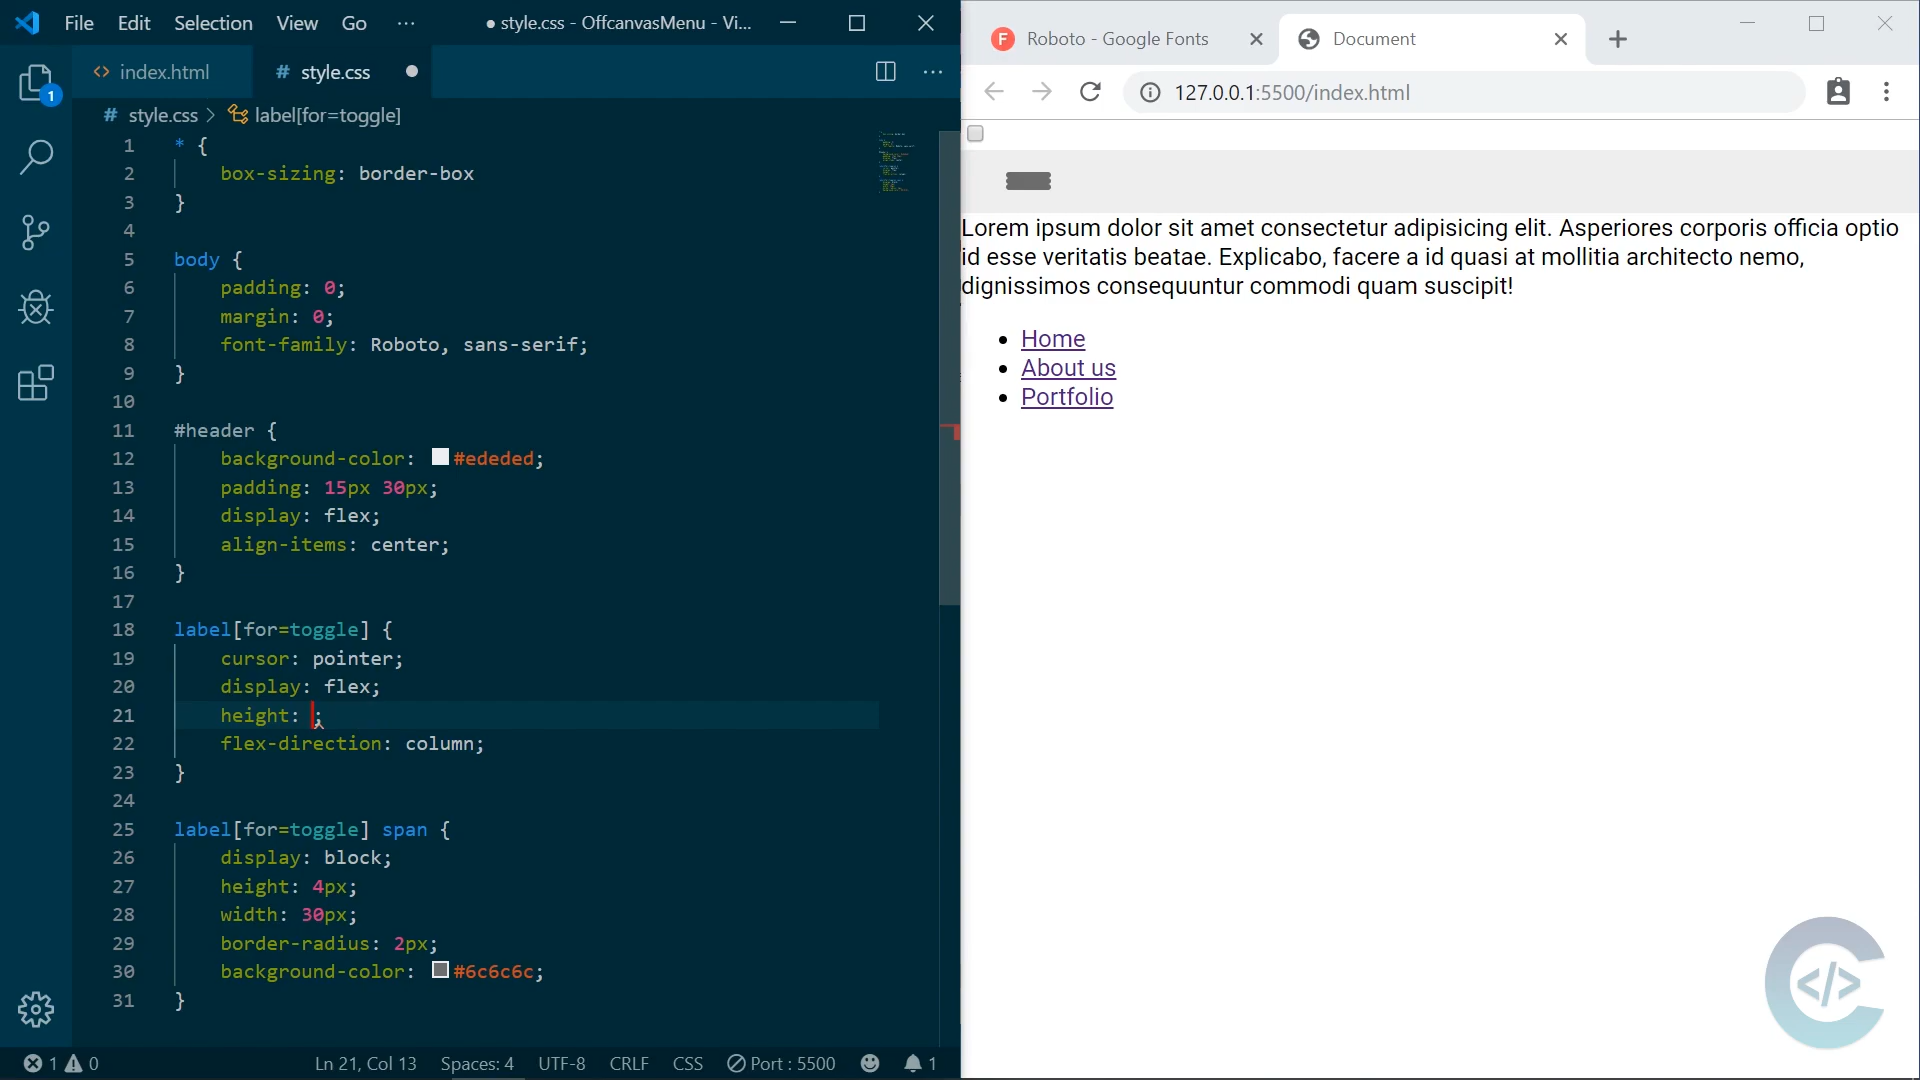 File Edit Selection View Go ···
● style.css - OffcanvasMenu - Vi...
index.html
# style.css ●
# style.css > label[for=toggle]
1 * {
2 box-sizing: border-box
3 }
4
5 body {
6 padding: 0;
7 margin: 0;
8 font-family: Roboto, sans-serif;
9 }
10
11 #header {
12 background-color: #ededed;
13 padding: 15px 30px;
14 display: flex;
15 align-items: center;
16 }
17
18 label[for=toggle] {
19 cursor: pointer;
20 display: flex;
21 height: ;
22 flex-direction: column;
23 }
24
25 label[for=toggle] span {
26 display: block;
27 height: 4px;
28 width: 30px;
29 border-radius: 2px;
30 background-color: #6c6c6c;
31 }
1
1 0 Ln 21, Col 13 Spaces: 4 UTF-8 CRLF CSS Port : 5500 1
F Roboto - Google Fonts
Document
127.0.0.1:5500/index.html
Lorem ipsum dolor sit amet consectetur adipisicing elit. Asperiores corporis officia optio
id esse veritatis beatae. Explicabo, facere a id quasi at mollitia architecto nemo,
dignissimos consequuntur commodi quam suscipit!
• Home
• About us
• Portfolio
C </>